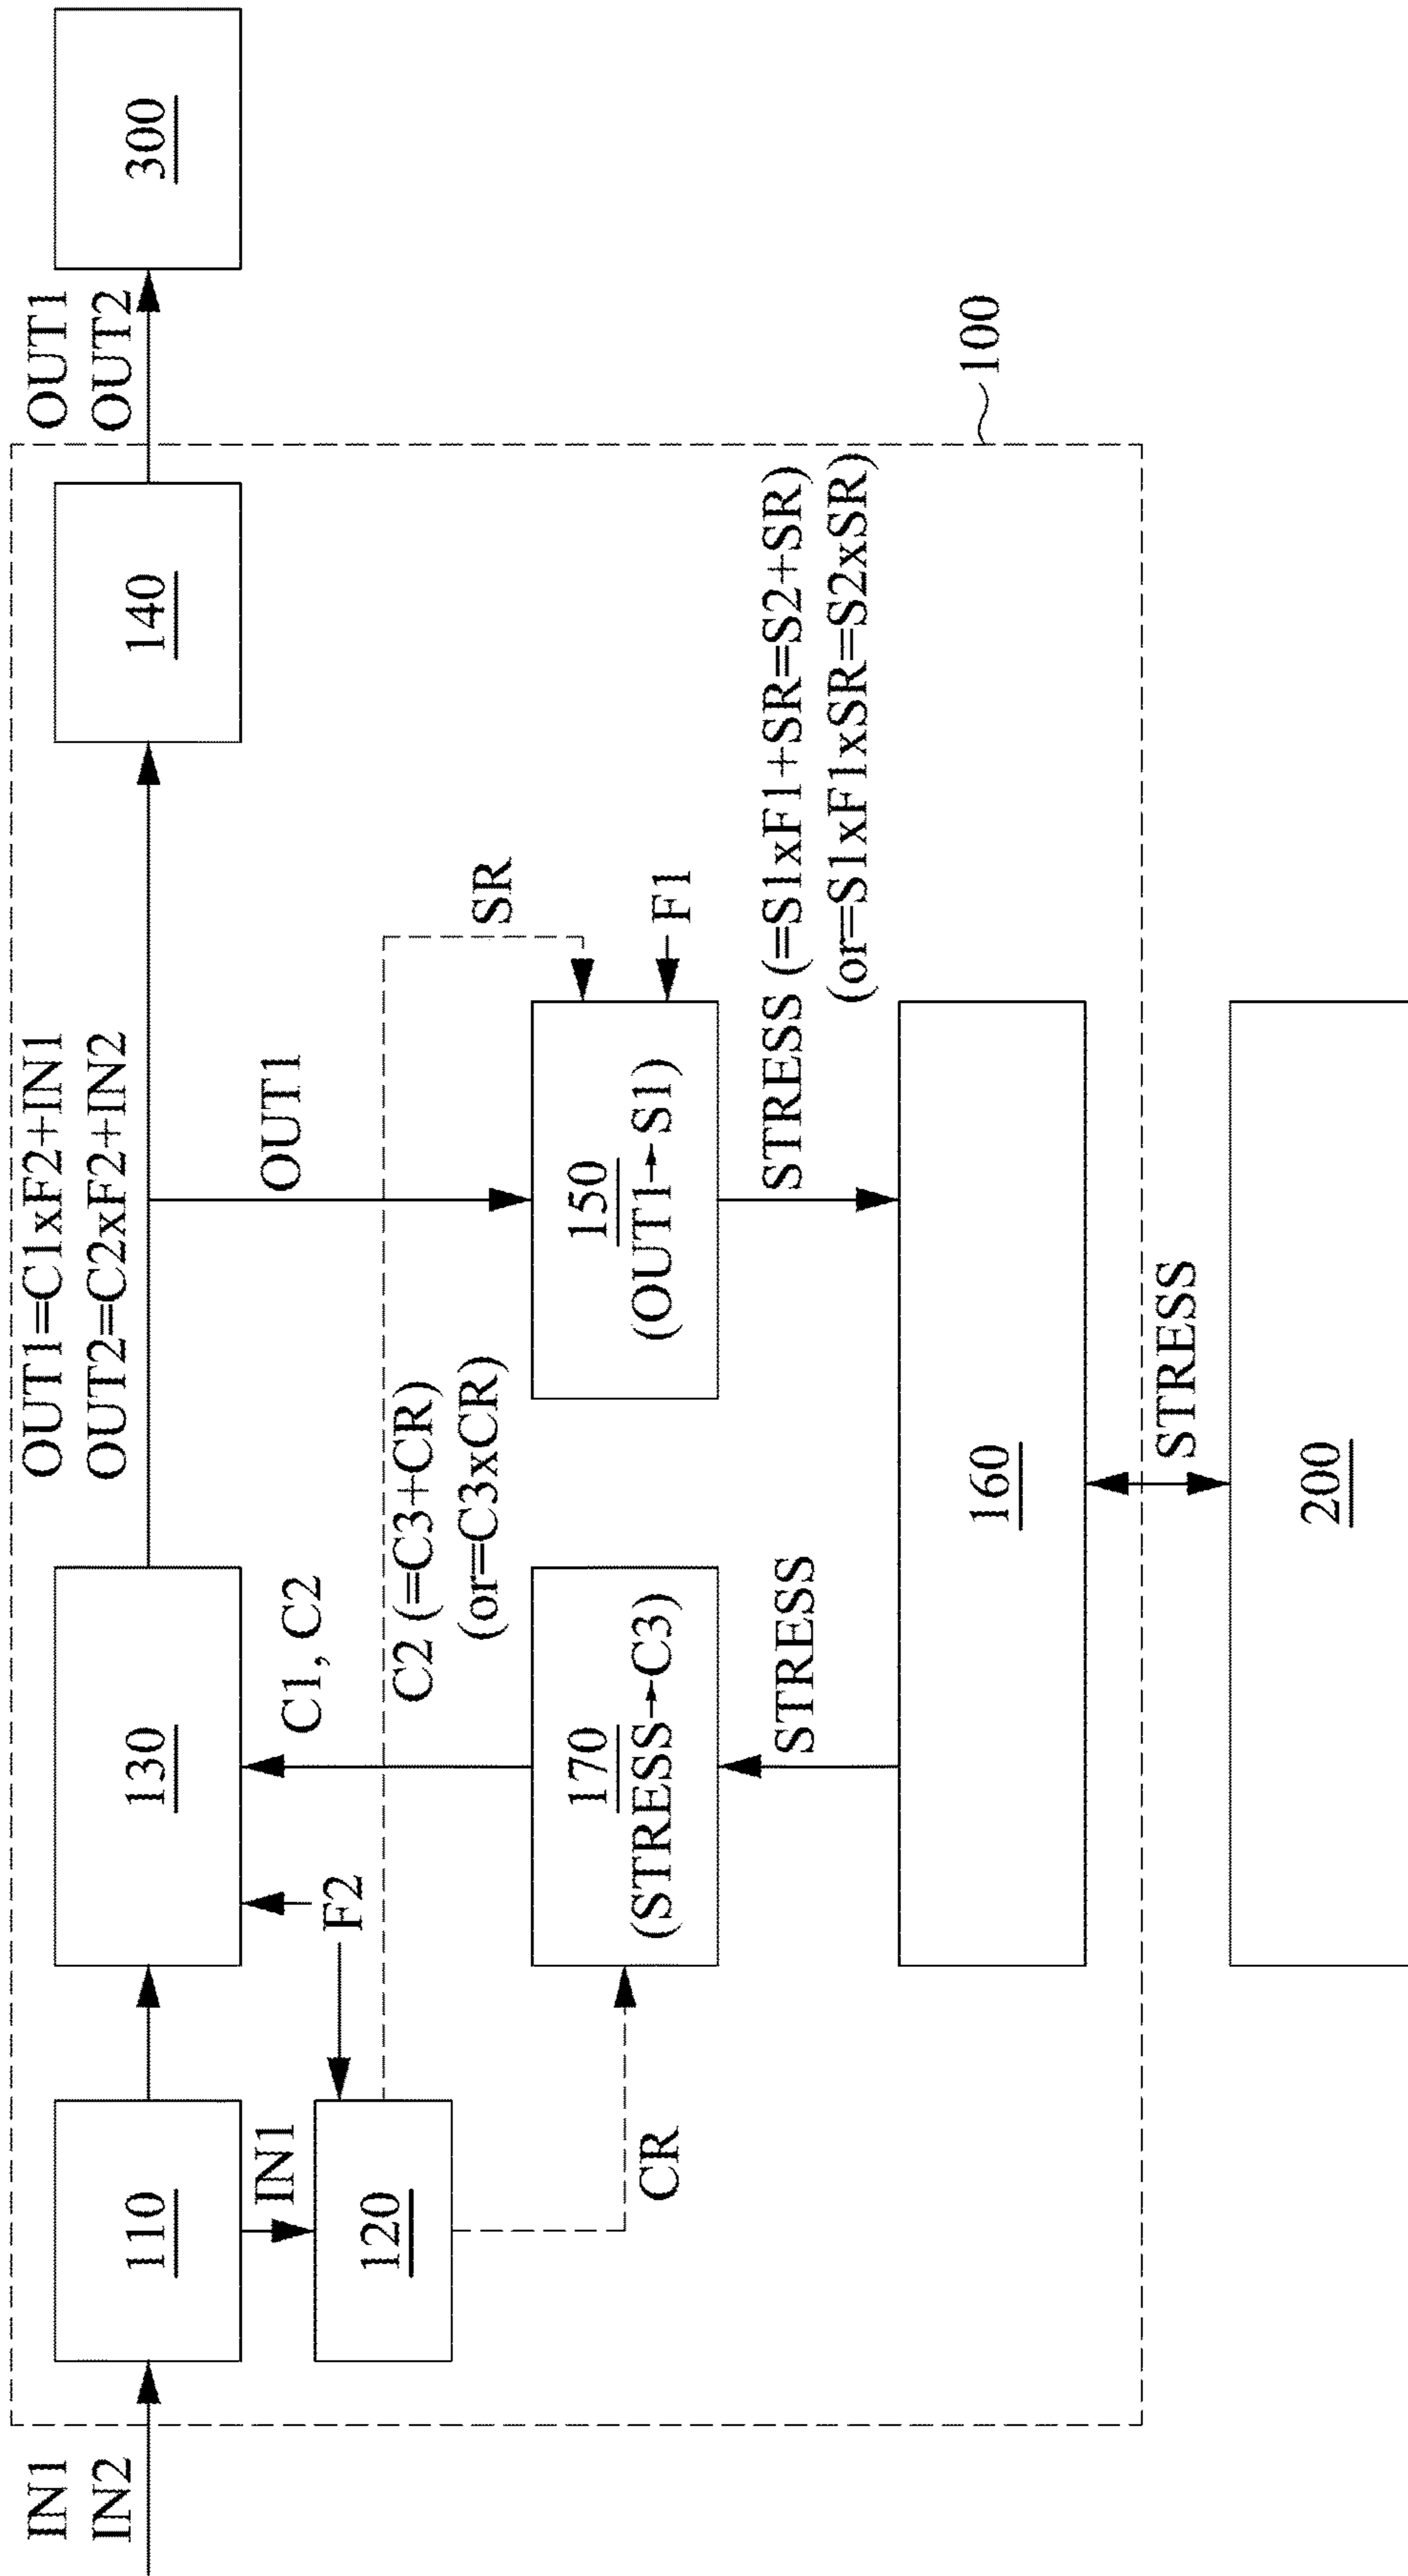 IN1
IN2
110
IN1
120
F2
CR
130
C1, C2
C2 (=C3+CR)
(or=C3xCR)
170
(STRESS→C3)
STRESS
OUT1=C1xF2+IN1
OUT2=C2xF2+IN2
OUT1
150
(OUT1→S1)
SR
F1
STRESS (=S1xF1+SR=S2+SR)
(or=S1xF1xSR=S2xSR)
160
STRESS
200
140
OUT1
OUT2
300
100